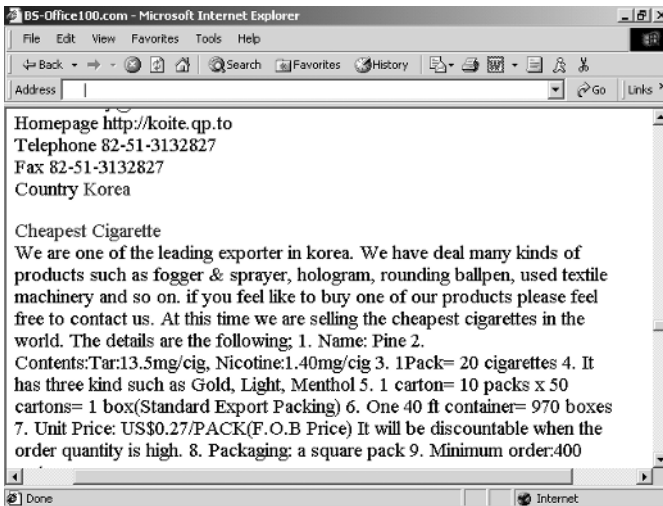 BS-Office100.com - Microsoft Internet Explorer
File Edit View Favorites Tools Help
Back Search Favorites History
Address Go Links
Homepage http://koite.qp.to
Telephone 82-51-3132827
Fax 82-51-3132827
Country Korea
Cheapest Cigarette
We are one of the leading exporter in korea. We have deal many kinds of
products such as fogger & sprayer, hologram, rounding ballpen, used textile
machinery and so on. if you feel like to buy one of our products please feel
free to contact us. At this time we are selling the cheapest cigarettes in the
world. The details are the following; 1. Name: Pine 2.
Contents:Tar:13.5mg/cig, Nicotine:1.40mg/cig 3. 1Pack= 20 cigarettes 4. It
has three kind such as Gold, Light, Menthol 5. 1 carton= 10 packs x 50
cartons= 1 box(Standard Export Packing) 6. One 40 ft container= 970 boxes
7. Unit Price: US$0.27/PACK(F.O.B Price) It will be discountable when the
order quantity is high. 8. Packaging: a square pack 9. Minimum order:400
Done Internet